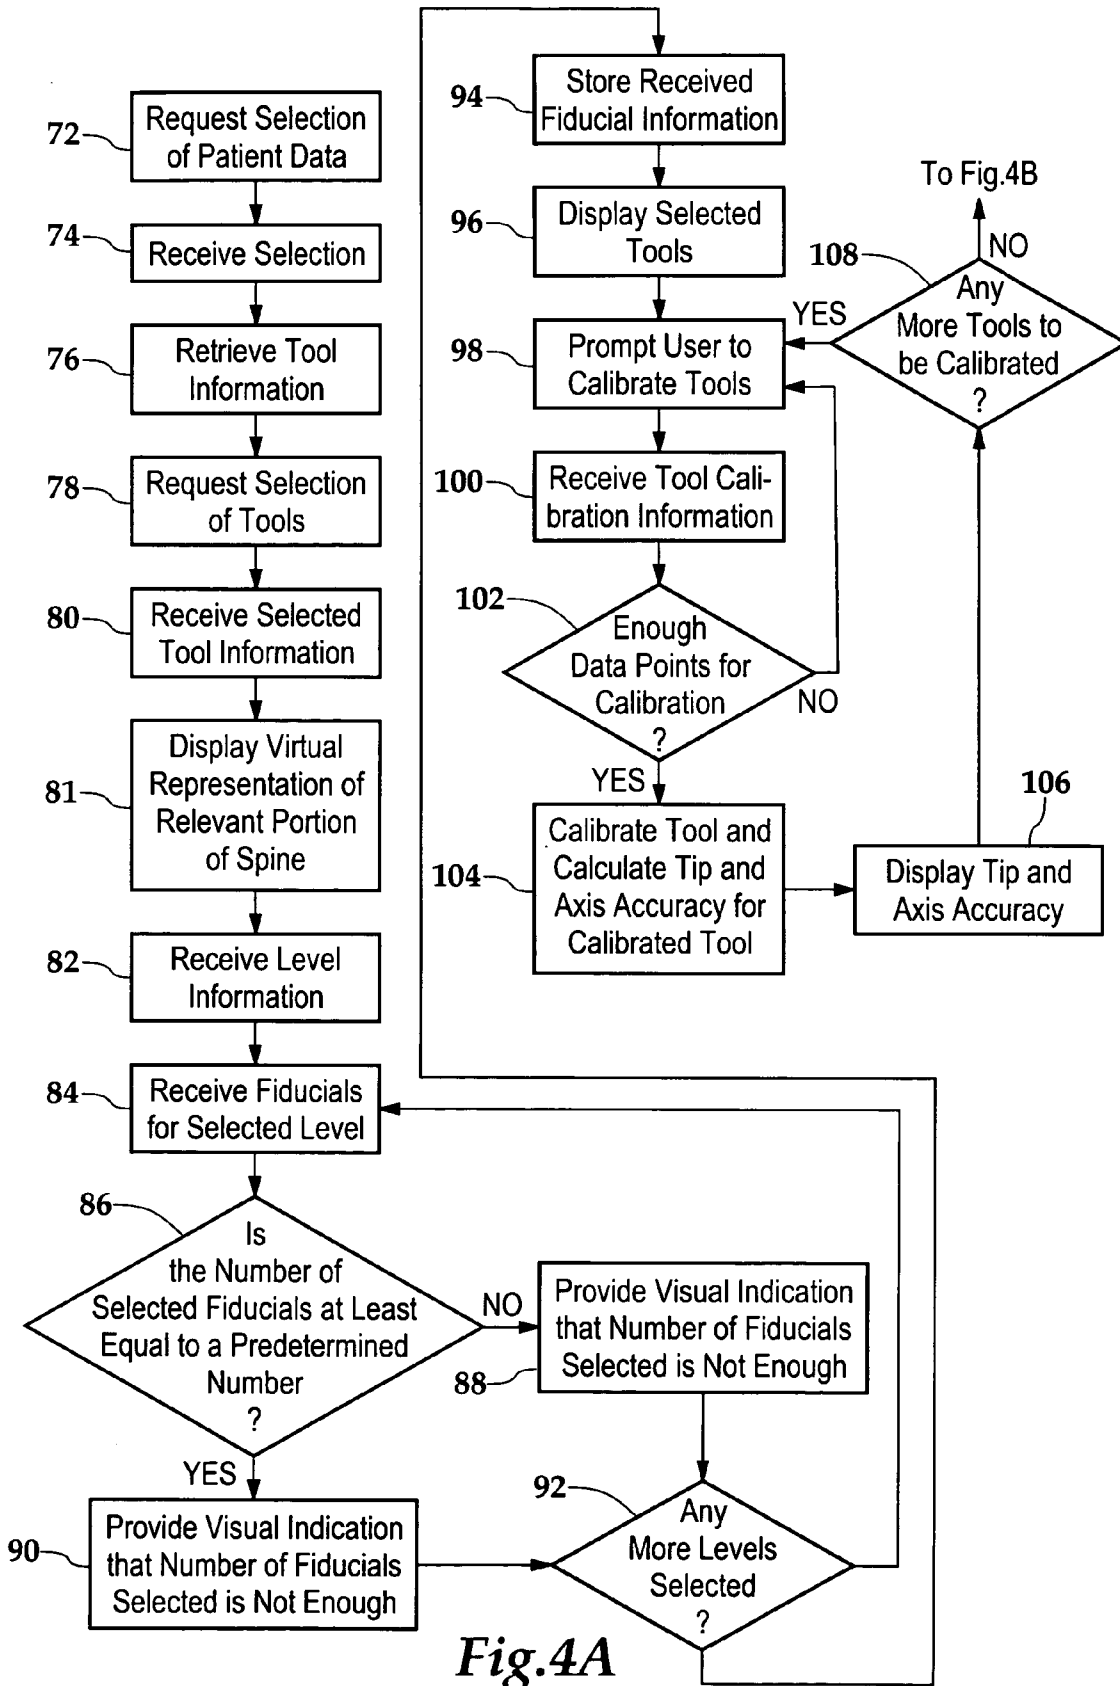 72
Request Selection
of Patient Data
74
Receive Selection
76
Retrieve Tool
Information
78
Request Selection
of Tools
80
Receive Selected
Tool Information
81
Display Virtual
Representation of
Relevant Portion
of Spine
82
Receive Level
Information
84
Receive Fiducials
for Selected Level
86
Is
the Number of
Selected Fiducials at Least
Equal to a Predetermined
Number
?
NO
YES
Provide Visual Indication
that Number of Fiducials
Selected is Not Enough
88
90
Provide Visual Indication
that Number of Fiducials
Selected is Not Enough
92
Any
More Levels
Selected
?
94
Store Received
Fiducial Information
96
Display Selected
Tools
98
Prompt User to
Calibrate Tools
100
Receive Tool Cali-
bration Information
102
Enough
Data Points for
Calibration
?
NO
YES
104
Calibrate Tool and
Calculate Tip and
Axis Accuracy for
Calibrated Tool
106
Display Tip and
Axis Accuracy
108
Any
More Tools to
be Calibrated
?
YES
NO
To Fig.4B
Fig.4A